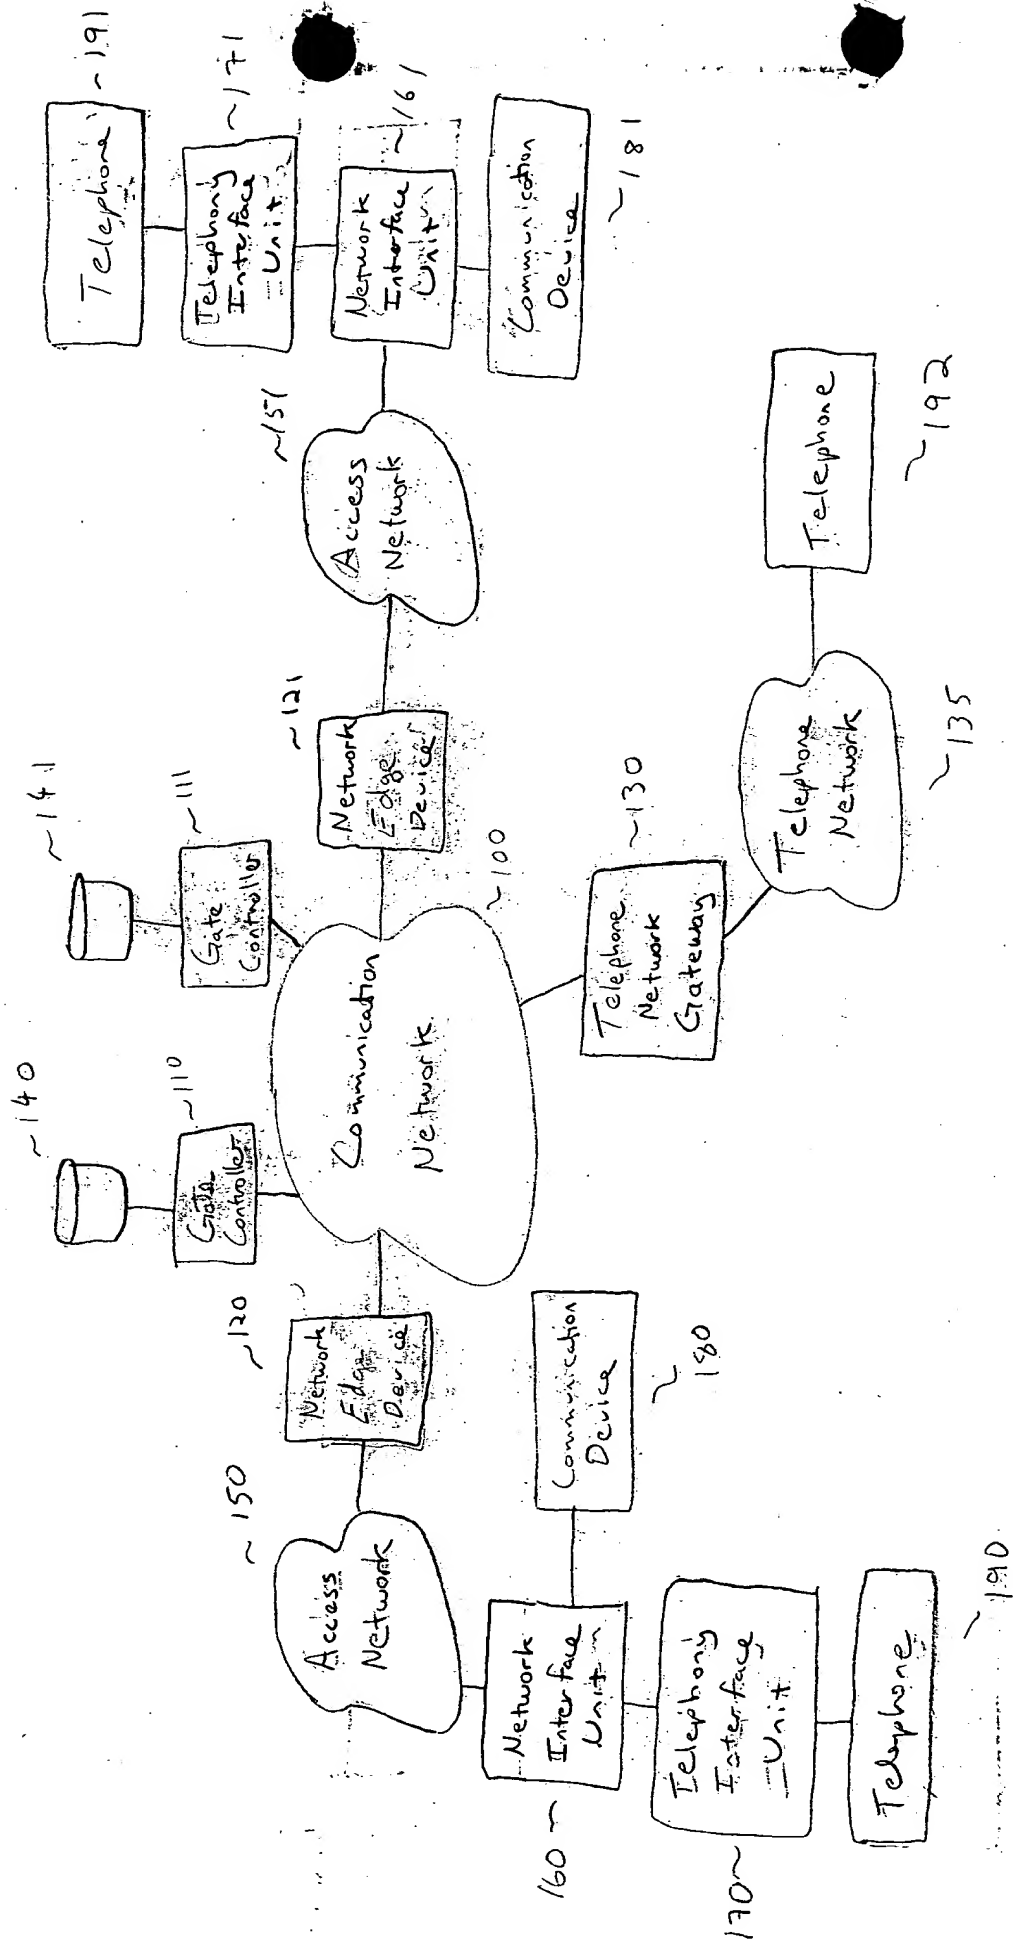 ~140
~141
Gate
Controller
~110
Gate
Controller
~111
Telephone
~191
Telephony
Interface
Unit
~171
Network
Interface
Unit
~161
Communication
Device
~181
~150
Access
Network
~120
Network
Edge
Device
Communication
Network
~100
~121
Network
Edge
Device
~151
Access
Network
160~
Network
Interface
Unit
Communication
Device
~180
170~
Telephony
Interface
Unit
Telephone
~190
Telephone
Network
Gateway
~130
Telephone
Network
~135
Telephone
~192